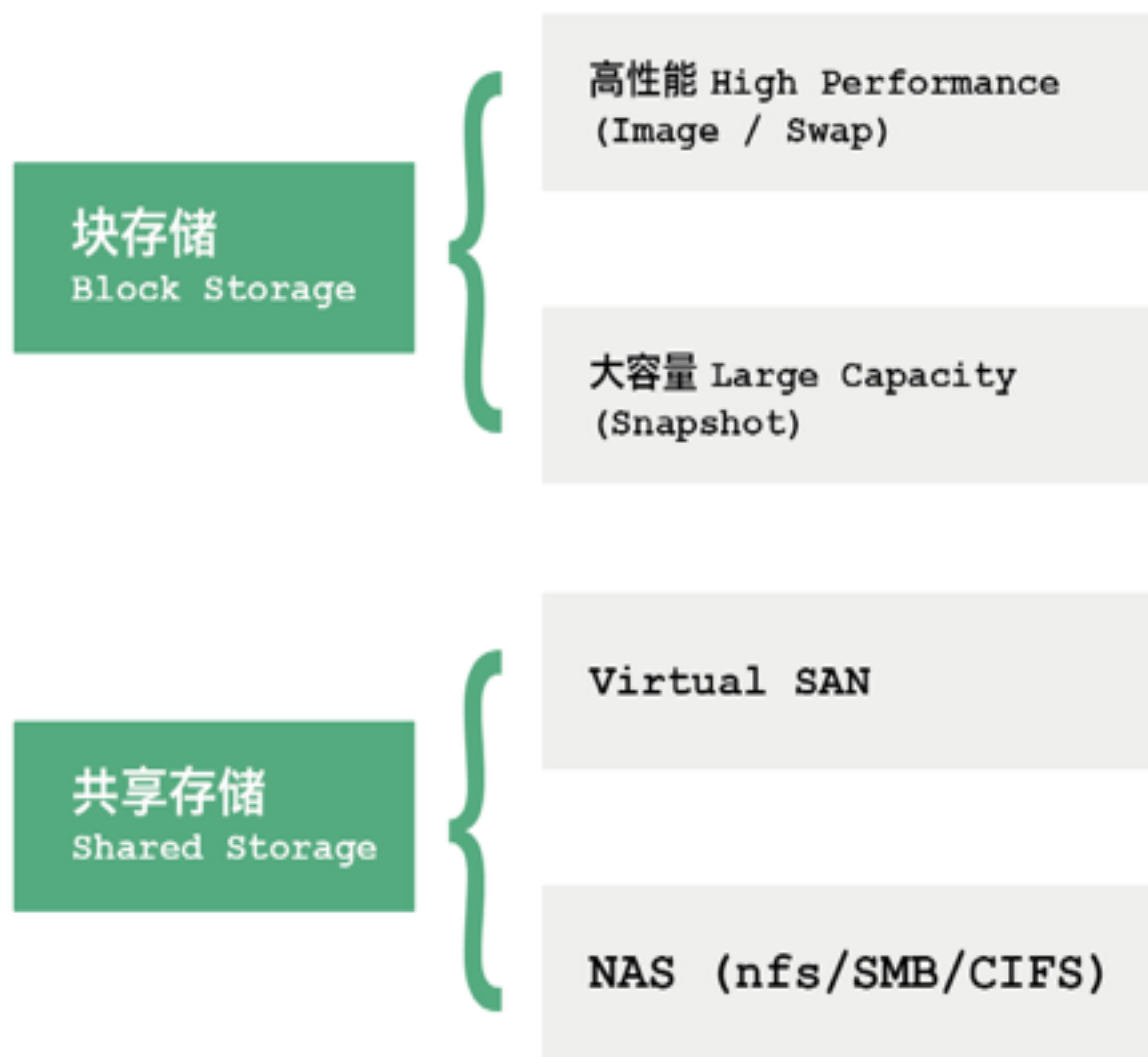 块存储
Block Storage
高性能 High Performance
(Image / Swap)
大容量 Large Capacity
(Snapshot)
共享存储
Shared Storage
Virtual SAN
NAS (nfs/SMB/CIFS)